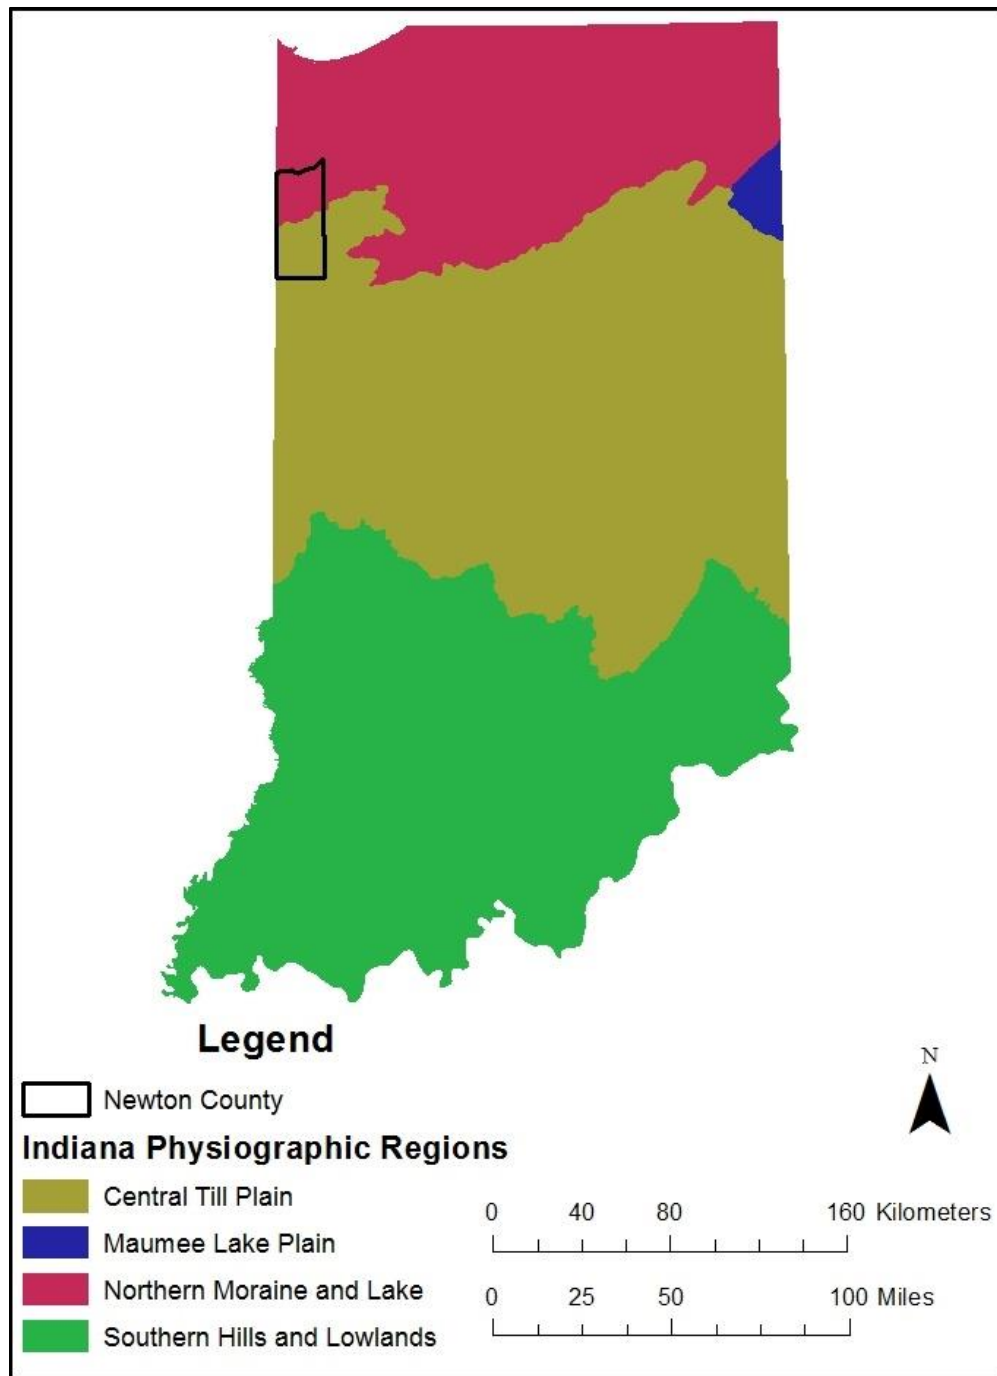 Legend
N
Newton County
Indiana Physiographic Regions
Central Till Plain
Maumee Lake Plain
Northern Moraine and Lake
Southern Hills and Lowlands
0 40 80 160 Kilometers
0 25 50 100 Miles